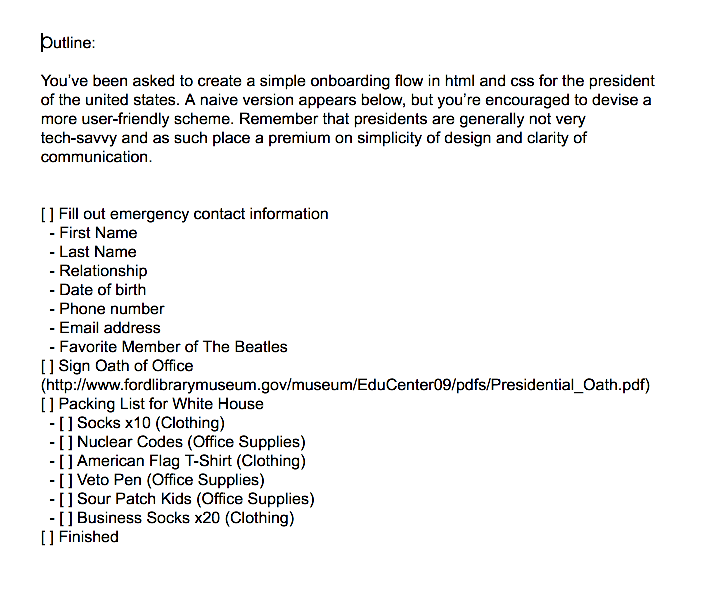 Outline:
You've been asked to create a simple onboarding flow in html and css for the president
of the united states. A naive version appears below, but you're encouraged to devise a
more user-friendly scheme. Remember that presidents are generally not very
tech-savvy and as such place a premium on simplicity of design and clarity of
communication.
[ ] Fill out emergency contact information
- First Name
- Last Name
- Relationship
- Date of birth
- Phone number
- Email address
- Favorite Member of The Beatles
[ ] Sign Oath of Office
(http://www.fordlibrarymuseum.gov/museum/EduCenter09/pdfs/Presidential_Oath.pdf)
[ ] Packing List for White House
- [ ] Socks x10 (Clothing)
- [ ] Nuclear Codes (Office Supplies)
- [ ] American Flag T-Shirt (Clothing)
- [ ] Veto Pen (Office Supplies)
- [ ] Sour Patch Kids (Office Supplies)
- [ ] Business Socks x20 (Clothing)
[ ] Finished